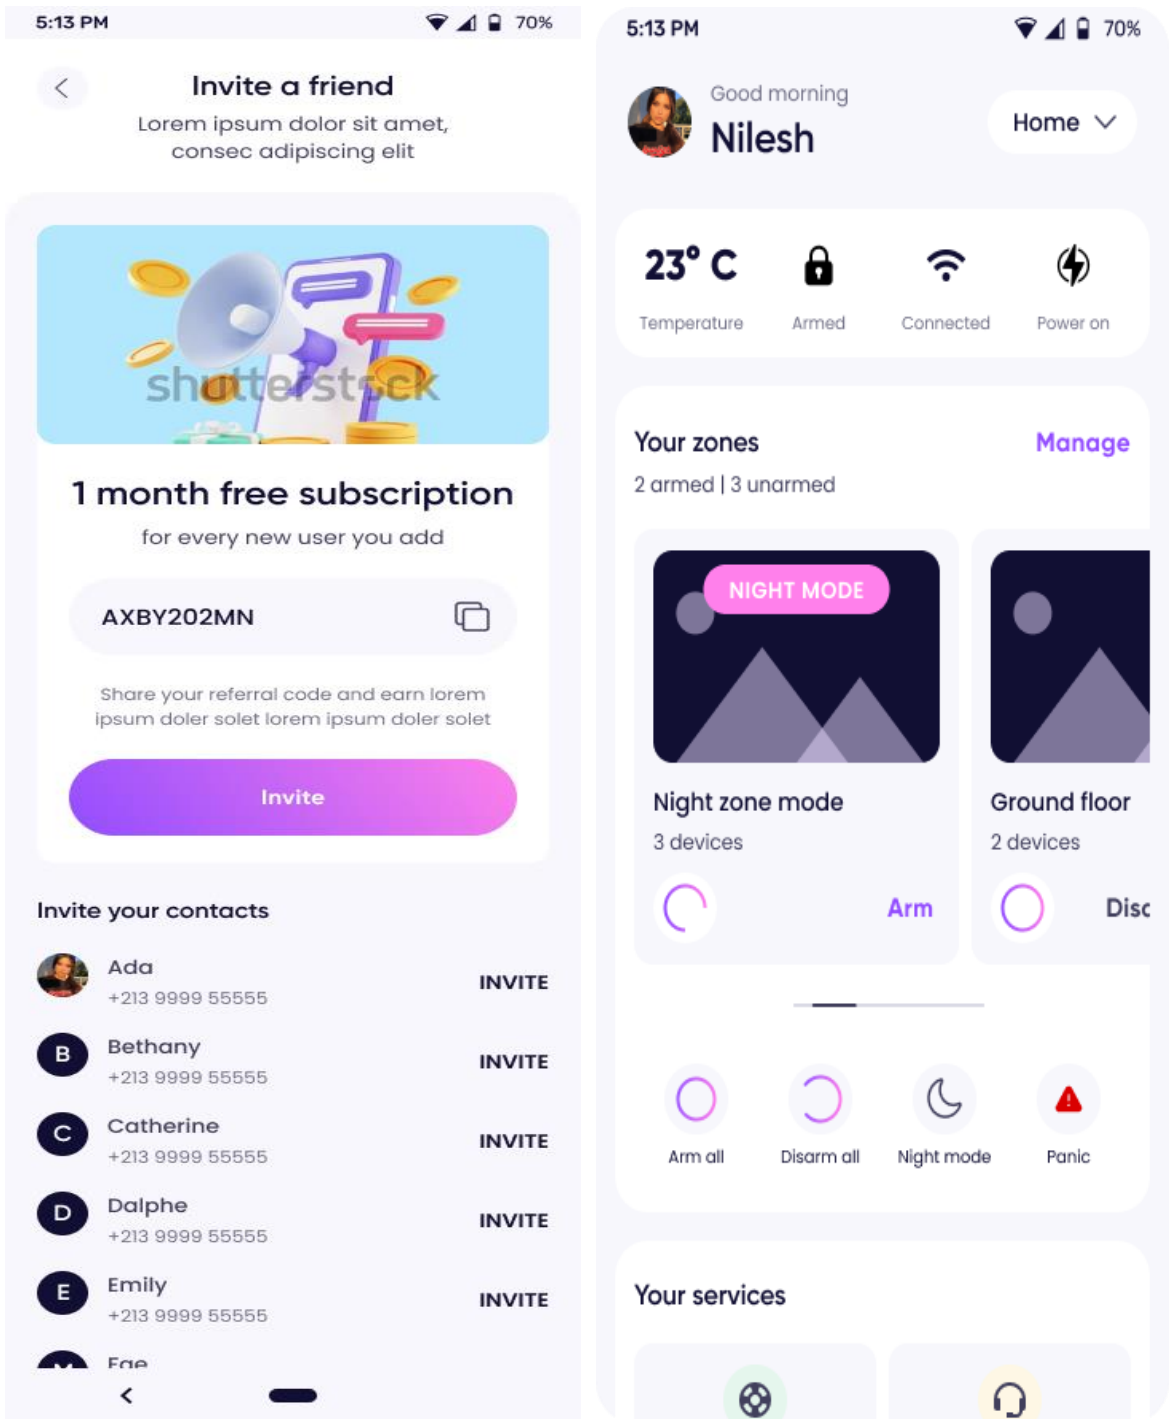 5:13 PM
70%
Invite a friend
Lorem ipsum dolor sit amet,
consec adipiscing elit
shutterstock
1 month free subscription
for every new user you add
AXBY202MN
Share your referral code and earn lorem
ipsum doler solet lorem ipsum doler solet
Invite
Invite your contacts
Ada
+213 9999 55555
INVITE
B
Bethany
+213 9999 55555
INVITE
C
Catherine
+213 9999 55555
INVITE
D
Dalphe
+213 9999 55555
INVITE
E
Emily
+213 9999 55555
INVITE
5:13 PM
70%
Good morning
Nilesh
Home
23° C
Temperature
Armed
Connected
Power on
Your zones
Manage
2 armed | 3 unarmed
NIGHT MODE
Night zone mode
3 devices
Arm
Ground floor
2 devices
Disc
Arm all
Disarm all
Night mode
Panic
Your services